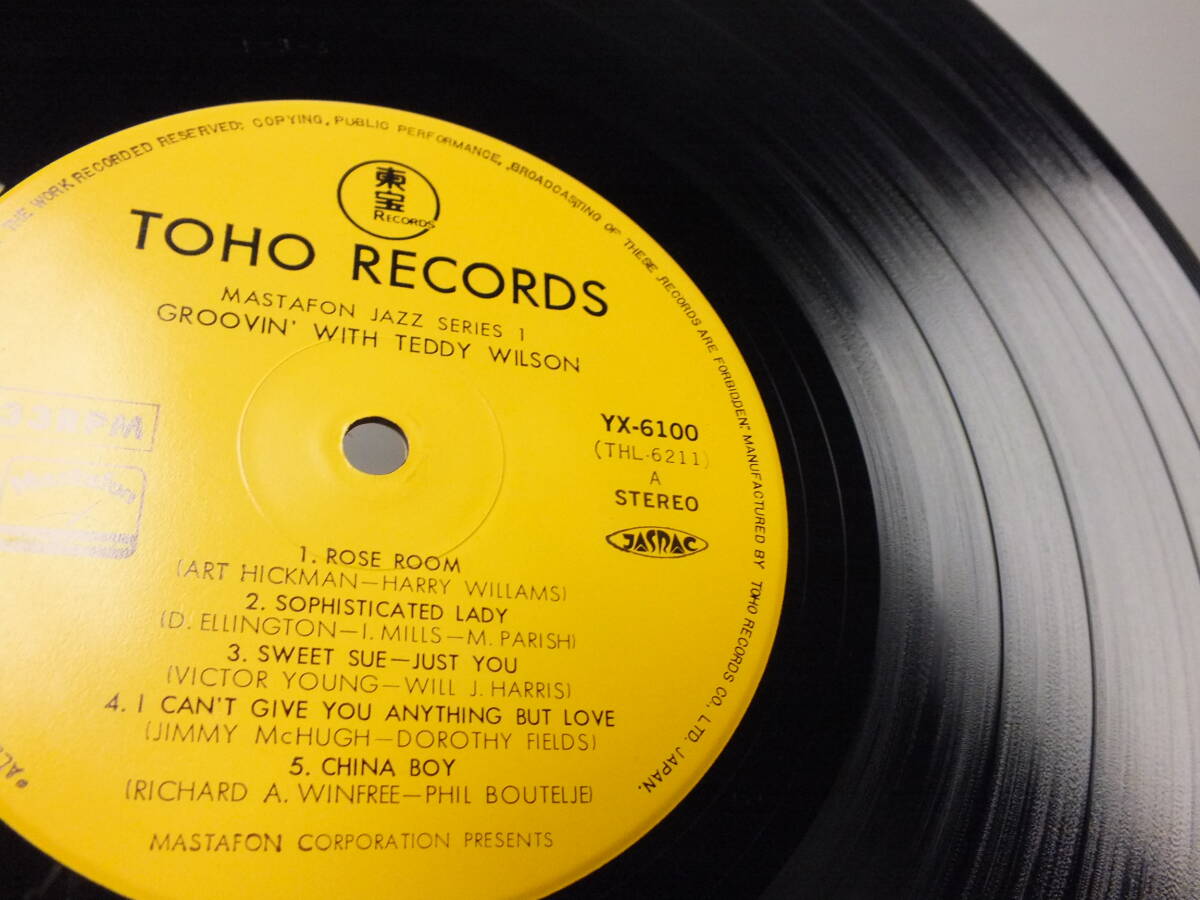 THE WORK RECORDED RESERVED; COPYING, PUBLIC PERFORMANCE, BROADCASTING OF THESE RECORDS ARE FORBIDDEN: MANUFACTURED BY TOHO RECORDS CO., LTD. JAPAN.
東宝
RECORDS
TOHO RECORDS
MASTAFON JAZZ SERIES 1
GROOVIN' WITH TEDDY WILSON
33RPM
YX-6100
(THL-6211)
A
STEREO
JASRAC
1. ROSE ROOM
(ART HICKMAN—HARRY WILLAMS)
2. SOPHISTICATED LADY
(D. ELLINGTON—I. MILLS—M. PARISH)
3. SWEET SUE—JUST YOU
(VICTOR YOUNG—WILL J. HARRIS)
4. I CAN'T GIVE YOU ANYTHING BUT LOVE
(JIMMY McHUGH—DOROTHY FIELDS)
5. CHINA BOY
(RICHARD A. WINFREE—PHIL BOUTELJE)
MASTAFON CORPORATION PRESENTS